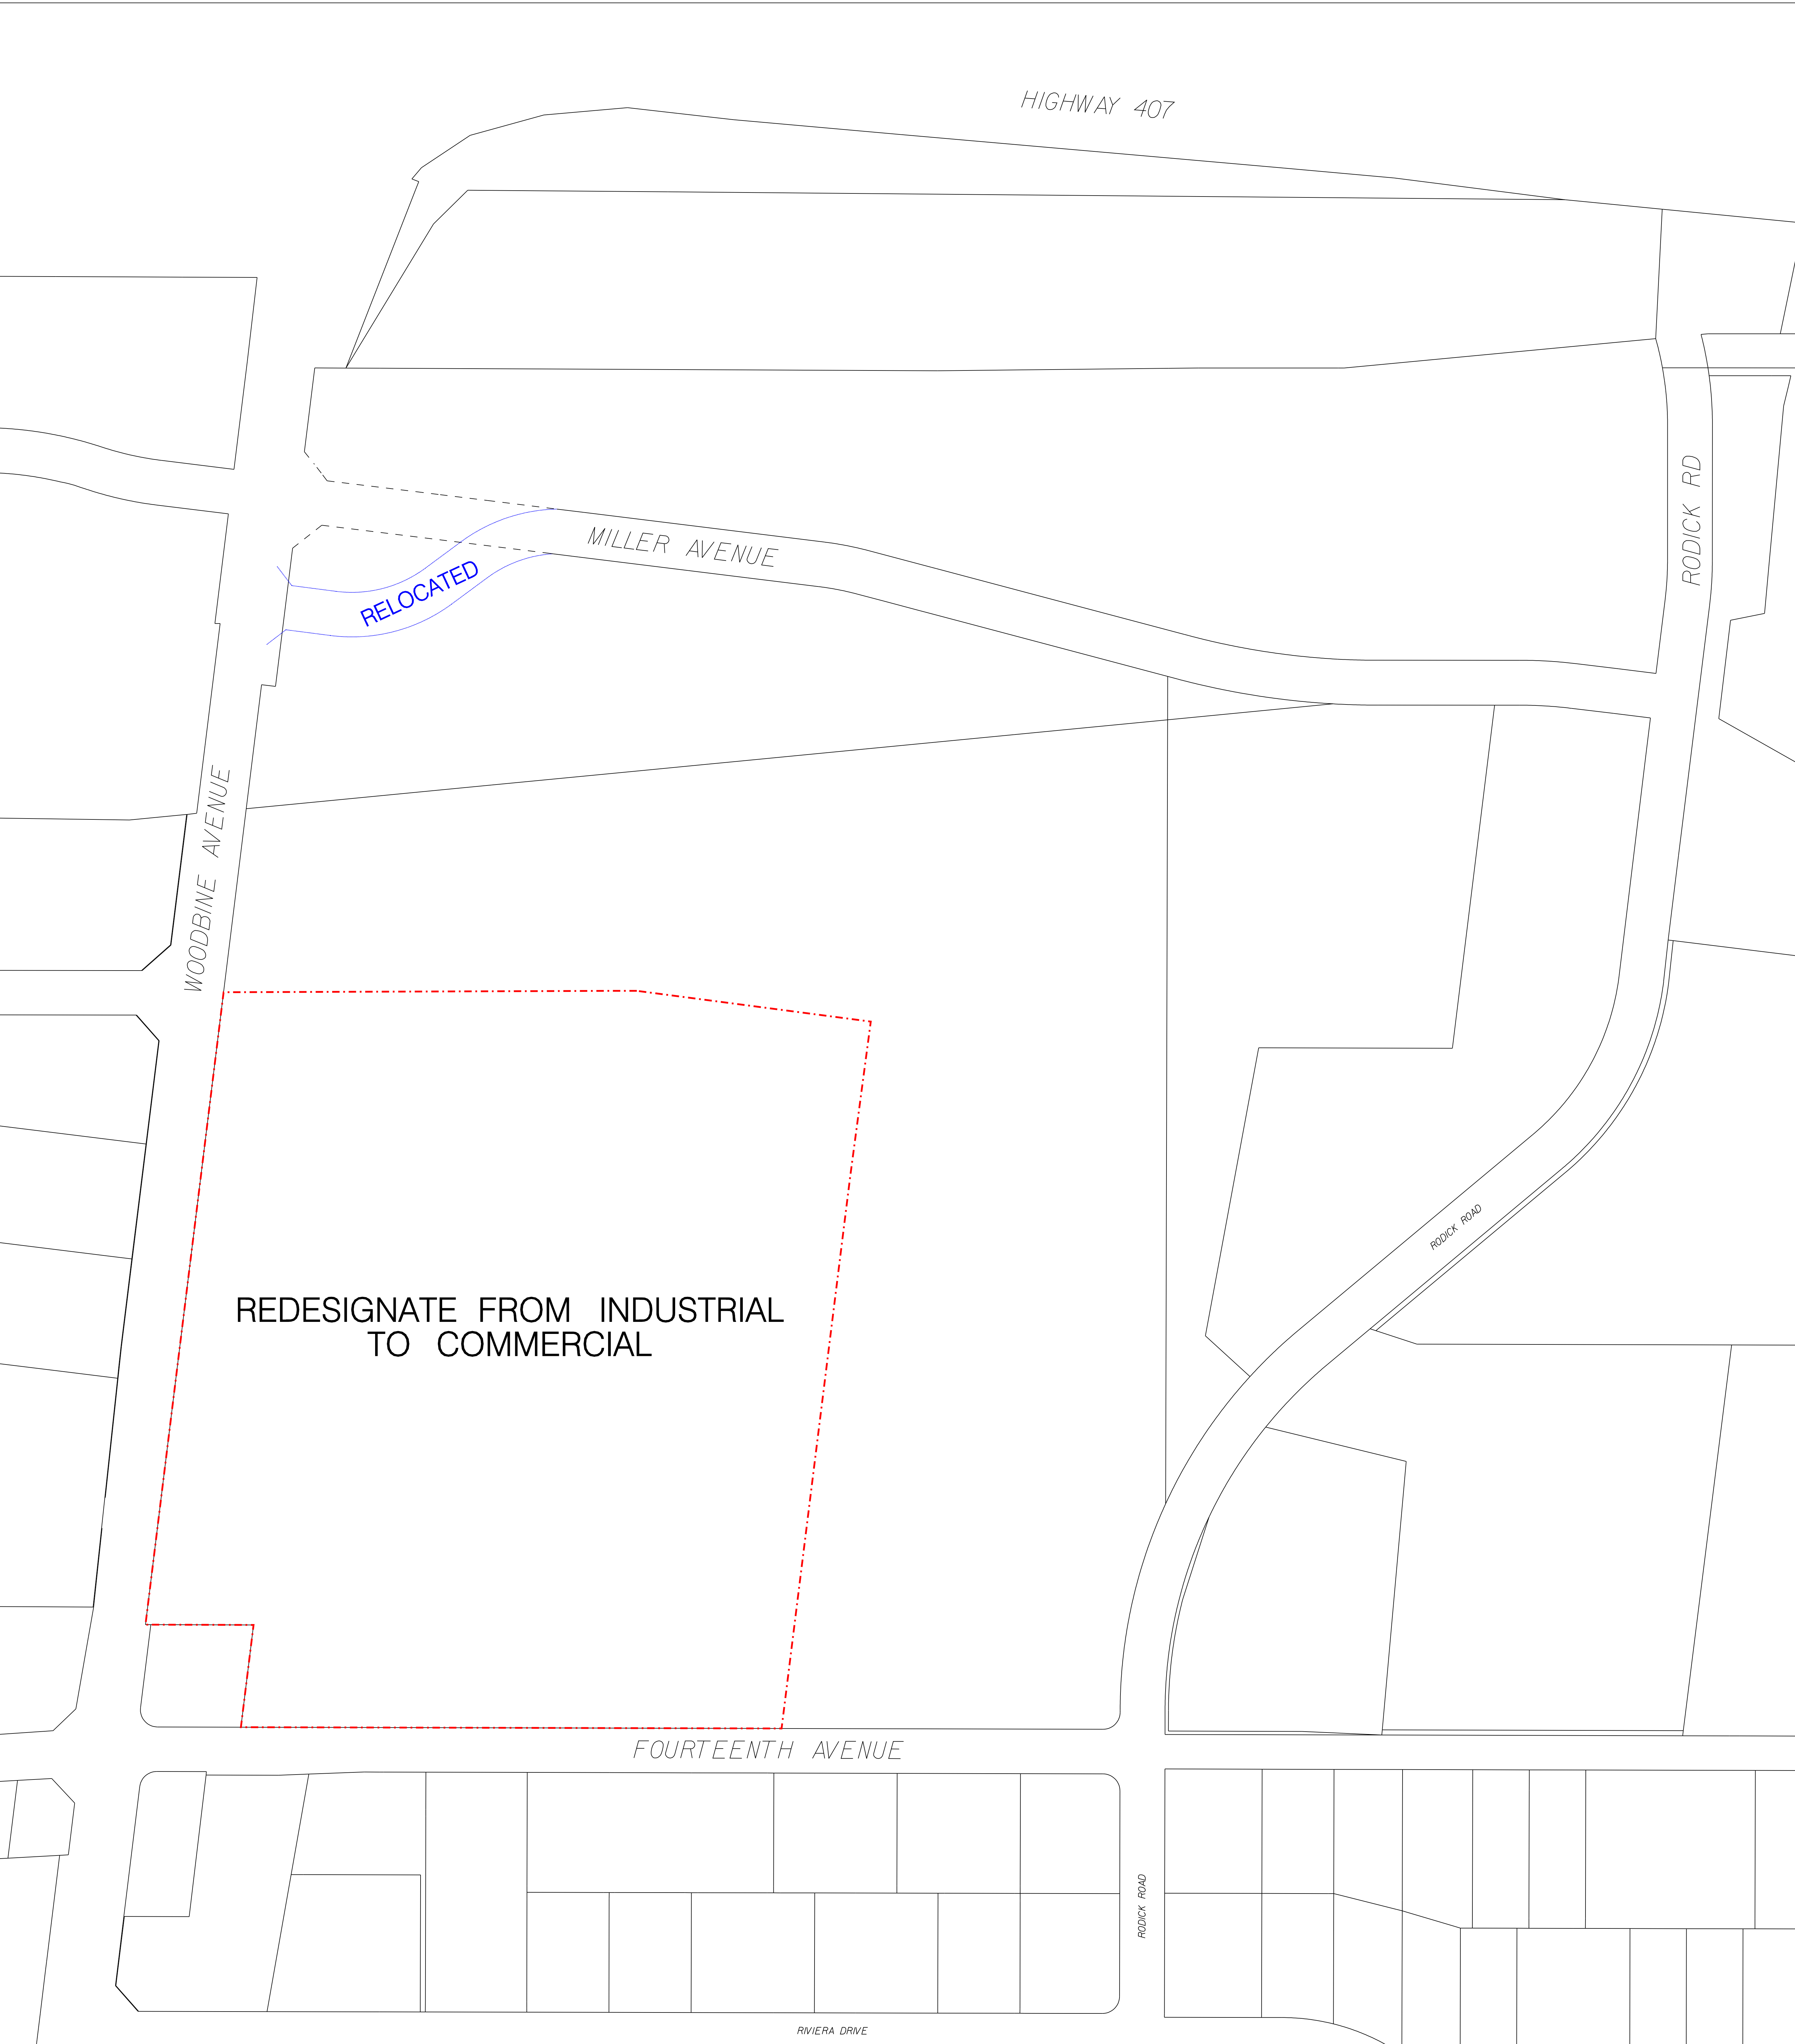 HIGHWAY 407
RODICK RD
MILLER AVENUE
RELOCATED
WOODBINE AVENUE
RODICK ROAD
REDESIGNATE FROM INDUSTRIAL
TO COMMERCIAL
FOURTEENTH AVENUE
RODICK ROAD
RIVIERA DRIVE